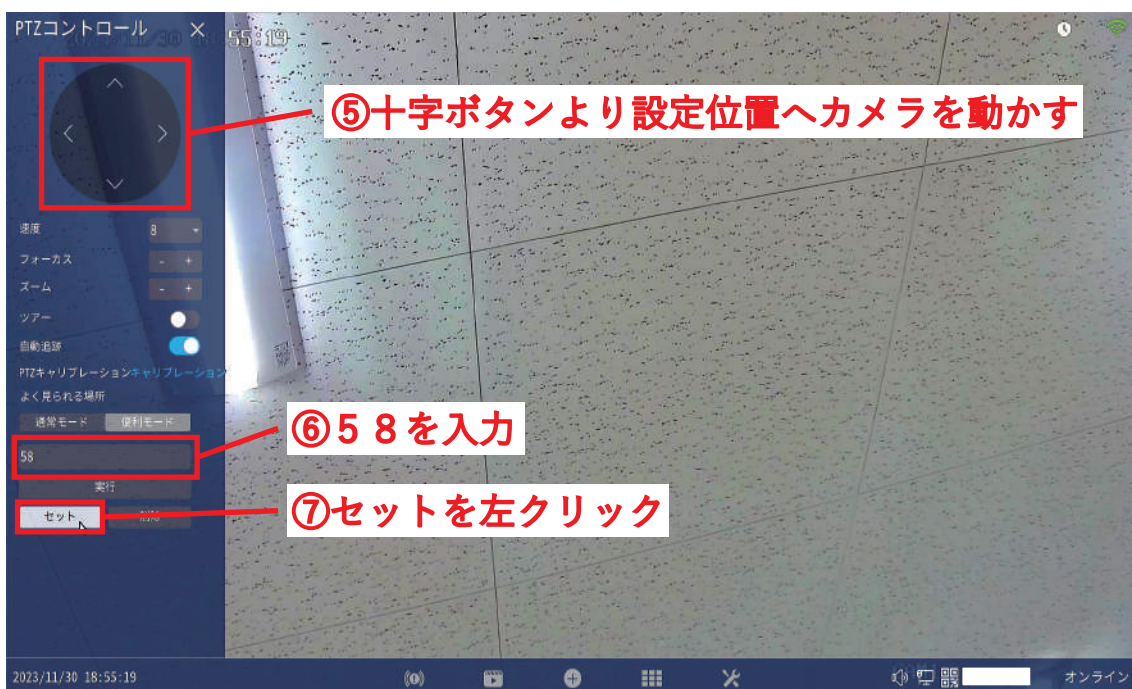 PTZコントロール ×
55:19
⑤十字ボタンより設定位置へカメラを動かす
速度 8
フォーカス - +
ズーム - +
ツアー
自動追跡
PTZキャリブレーションキャリブレーション
よく見られる場所
通常モード 便利モード
⑥58を入力
58
実行
⑦セットを左クリック
セット 削除
2023/11/30 18:55:19
オンライン